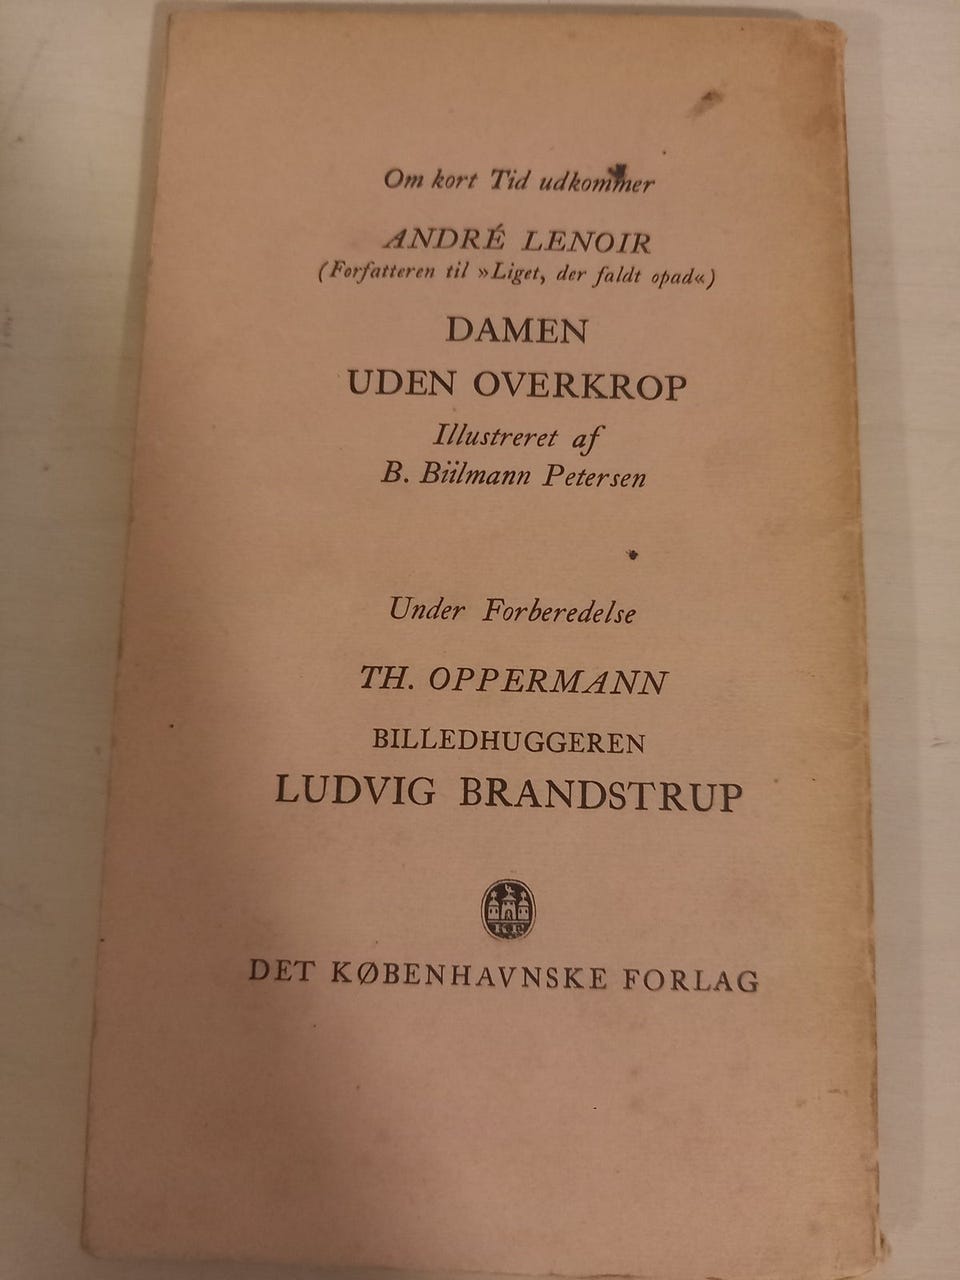 Om kort Tid udkommer
ANDRÉ LENOIR
(Forfatteren til »Liget, der faldt opad«)
DAMEN
UDEN OVERKROP
Illustreret af
B. Biilmann Petersen
Under Forberedelse
TH. OPPERMANN
BILLEDHUGGEREN
LUDVIG BRANDSTRUP
DET KØBENHAVNSKE FORLAG